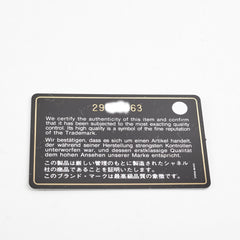 We certify the authenticity of this item and confirm
that it has been subjected to the most exacting quality
control. Its high quality is a symbol of the fine reputation
of the Trademark.
Wir bestätigen, dass es sich um einen Artikel handelt,
der während seiner Herstellung strengsten Kontrollen
unterworfen war, und dessen erstklassige Qualität
dem hohen Ansehen unserer Marke entspricht.
この製品は厳しい管理のもとに製造されたシャネル
社の商品であることを証明いたします。
このブランド・マークは最高級品質の象徴です。